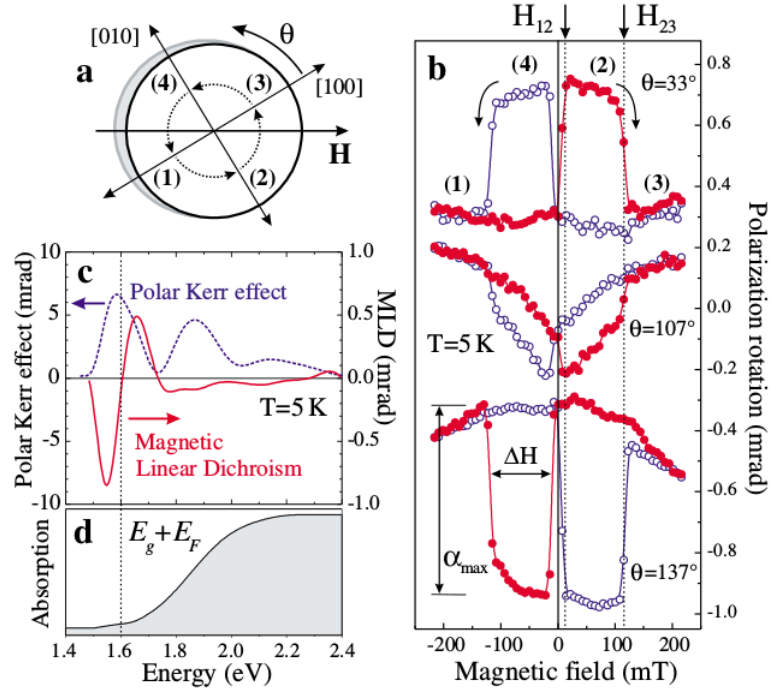 H₁₂ H₂₃
a
[010]
θ
[100]
(4) (3)
(1) (2)
H
b
(4) (2)
θ=33°
(1) (3)
0.8
0.6
0.4
0.2
0.0
-0.2
-0.4
-0.6
-0.8
-1.0
T=5 K
θ=107°
ΔH
αmax
θ=137°
-200 -100 0 100 200
Magnetic field (mT)
Polarization rotation (mrad)
c
Polar Kerr effect (mrad)
10
5
0
-5
-10
Polar Kerr effect
T=5 K
Magnetic
Linear Dichroism
1.0
0.5
0.0
-0.5
-1.0
MLD (mrad)
d
E_g+E_F
Absorption
1.4 1.6 1.8 2.0 2.2 2.4
Energy (eV)